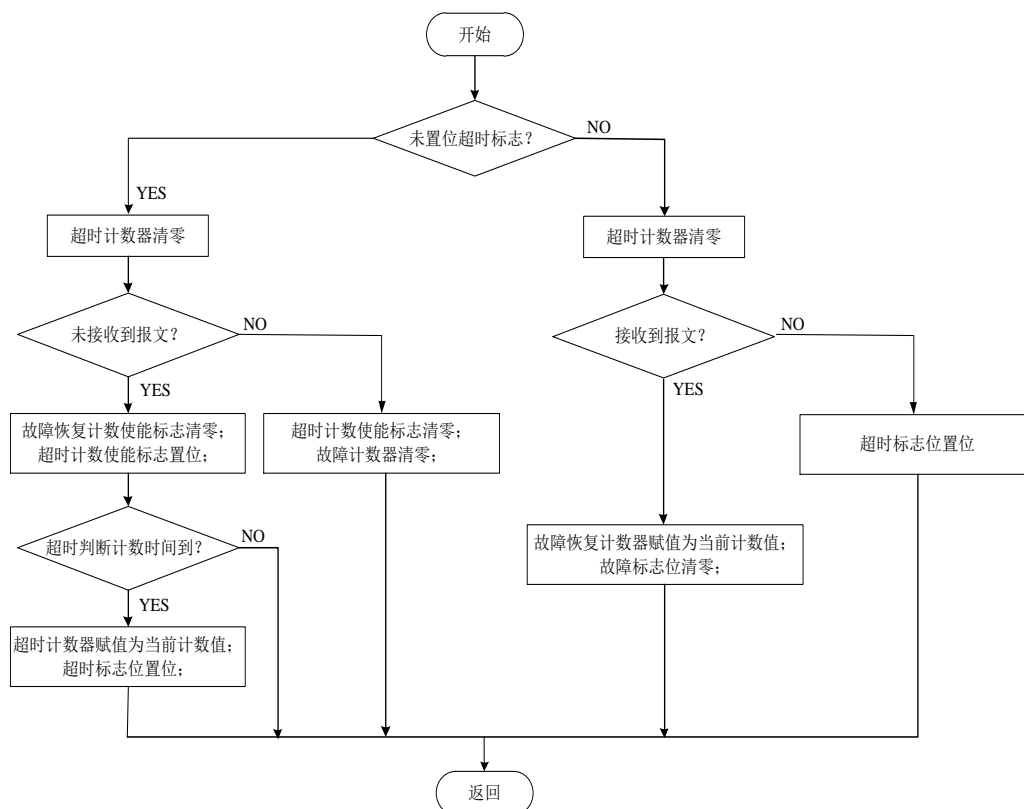 开始
未置位超时标志？
NO
YES
超时计数器清零
超时计数器清零
未接收到报文？
NO
接收到报文？
NO
YES
YES
故障恢复计数使能标志清零；
超时计数使能标志置位；
超时计数使能标志清零；
故障计数器清零；
超时标志位置位
超时判断计数时间到？
NO
故障恢复计数器赋值为当前计数值；
故障标志位清零；
YES
超时计数器赋值为当前计数值；
超时标志位置位；
返回